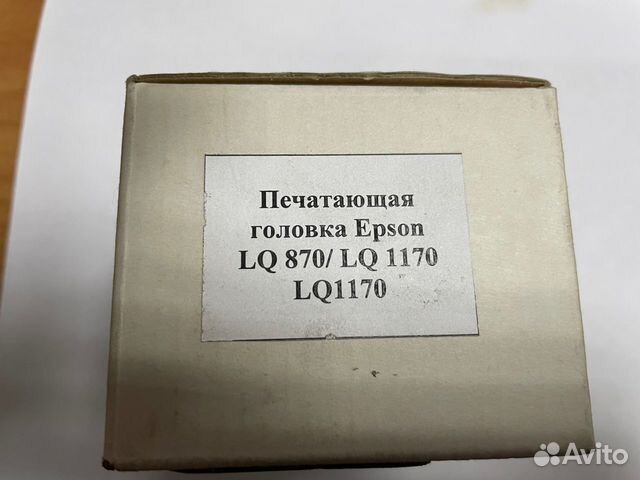 Печатающая
головка Epson
LQ 870/ LQ 1170
LQ1170
Avito